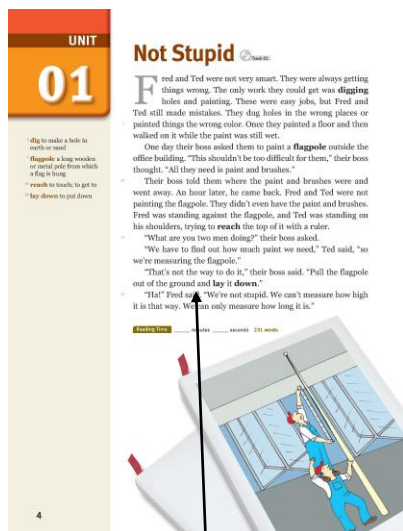 UNIT
01
Not Stupid
Track 01
Fred and Ted were not very smart. They were always getting
things wrong. The only work they could get was digging
holes and painting. These were easy jobs, but Fred and
Ted still made mistakes. They dug holes in the wrong places or
painted things the wrong color. Once they painted a floor and then
walked on it while the paint was still wet.
One day their boss asked them to paint a flagpole outside the
office building. “This shouldn’t be too difficult for them,” their boss
thought. “All they need is paint and brushes.”
Their boss told them where the paint and brushes were and
went away. An hour later, he came back. Fred and Ted were not
painting the flagpole. They didn’t even have the paint and brushes.
Fred was standing against the flagpole, and Ted was standing on
his shoulders, trying to reach the top of it with a ruler.
“What are you two men doing?” their boss asked.
“We have to find out how much paint we need,” Ted said, “so
we’re measuring the flagpole.”
“That’s not the way to do it,” their boss said. “Pull the flagpole
out of the ground and lay it down.”
“Ha!” Fred said. “We’re not stupid. We can’t measure how high
it is that way. We can only measure how long it is.”
Reading Time ____ minutes ____ seconds 231 words
dig to make a hole in
earth or sand
flagpole a long wooden
or metal pole from which
a flag is hung
reach to touch; to get to
lay down to put down
4